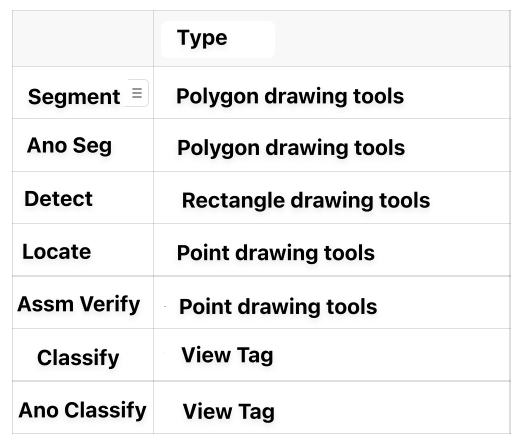 Type
Segment Polygon drawing tools
Ano Seg Polygon drawing tools
Detect Rectangle drawing tools
Locate Point drawing tools
Assm Verify Point drawing tools
Classify View Tag
Ano Classify View Tag